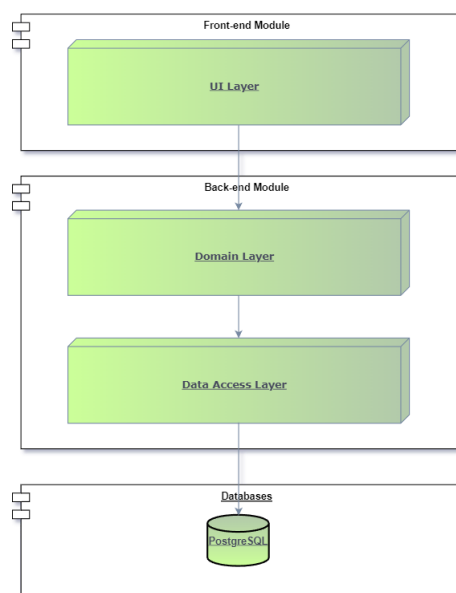 Front-end Module
UI Layer
Back-end Module
Domain Layer
Data Access Layer
Databases
PostgreSQL